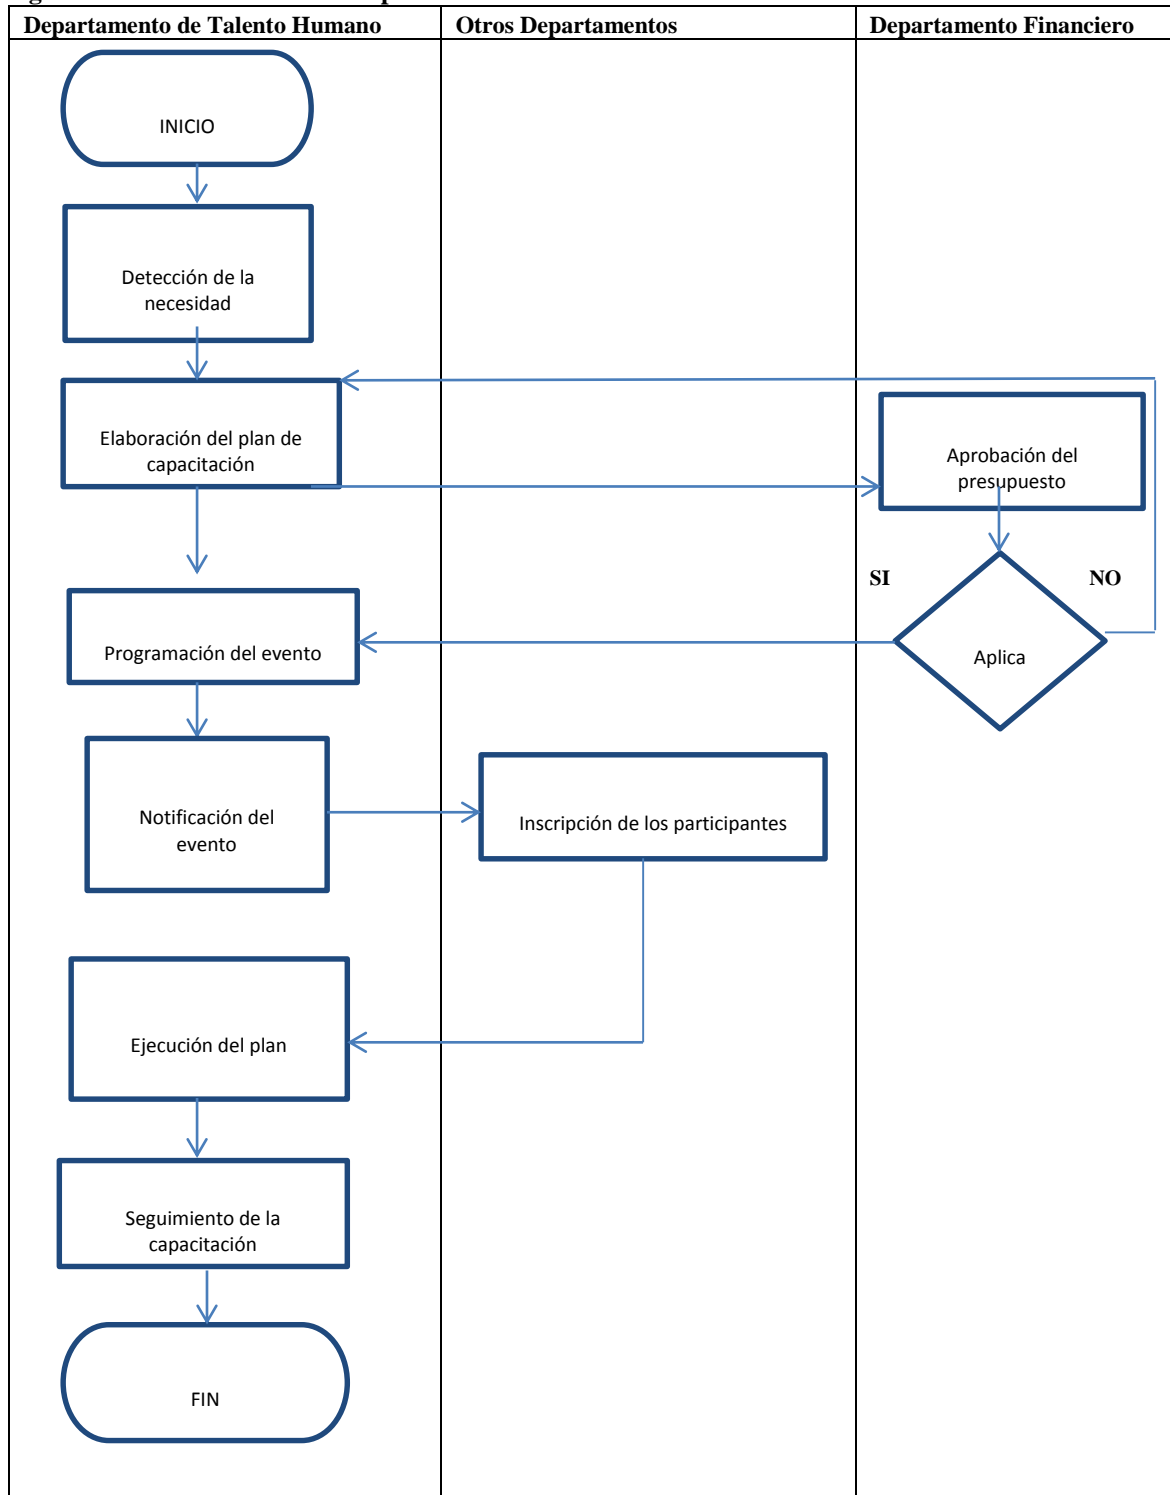 Departamento de Talento Humano
Otros Departamentos
Departamento Financiero
INICIO
Detección de la
necesidad
Elaboración del plan de
capacitación
Aprobación del
presupuesto
SI
NO
Programación del evento
Aplica
Notificación del
evento
Inscripción de los participantes
Ejecución del plan
Seguimiento de la
capacitación
FIN